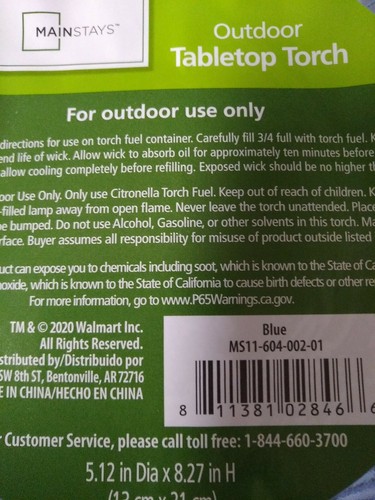 MAINSTAYS™
Outdoor
Tabletop Torch
For outdoor use only
directions for use on torch fuel container. Carefully fill 3/4 full with torch fuel. K
end life of wick. Allow wick to absorb oil for approximately ten minutes before
allow cooling completely before refilling. Exposed wick should be no higher th
oor Use Only. Only use Citronella Torch Fuel. Keep out of reach of children. K
-filled lamp away from open flame. Never leave the torch unattended. Place
be bumped. Do not use Alcohol, Gasoline, or other solvents in this torch. Ma
rface. Buyer assumes all responsibility for misuse of product outside listed
uct can expose you to chemicals including soot, which is known to the State of Ca
noxide, which is known to the State of California to cause birth defects or other re
For more information, go to www.P65Warnings.ca.gov.
TM & © 2020 Walmart Inc.
All Rights Reserved.
stributed by/Distribuido por
SW 8th ST, Bentonville, AR 72716
E IN CHINA/HECHO EN CHINA
Blue
MS11-604-002-01
8 11381 02846 6
r Customer Service, please call toll free: 1-844-660-3700
5.12 in Dia x 8.27 in H
(13 cm x 21 cm)